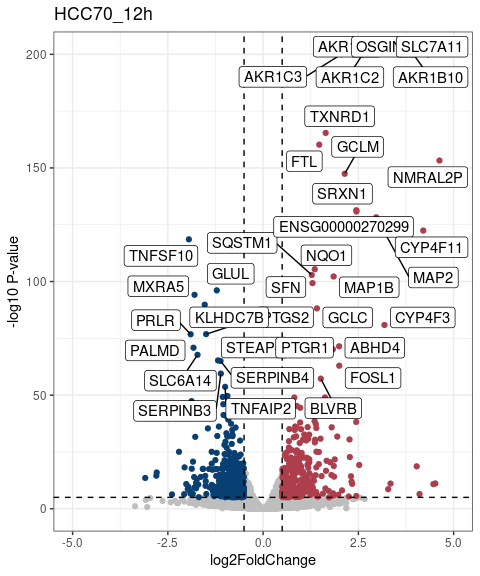 HCC70_12h
OSGIN
SLC7A11
AKR1C3
AKR1C2
AKR1B10
TXNRD1
GCLM
FTL
NMRAL2P
SRXN1
ENSG00000270299
SQSTM1
CYP4F11
TNFSF10
NQO1
GLUL
MAP2
MXRA5
SFN
MAP1B
PRLR
KLHDC7B
PTGS2
GCLC
CYP4F3
PALMD
STEAP
PTGR1
ABHD4
SLC6A14
SERPINB4
FOSL1
SERPINB3
TNFAIP2
BLVRB
200
150
100
50
0
-log10 P-value
-5.0
-2.5
0.0
2.5
5.0
log2FoldChange